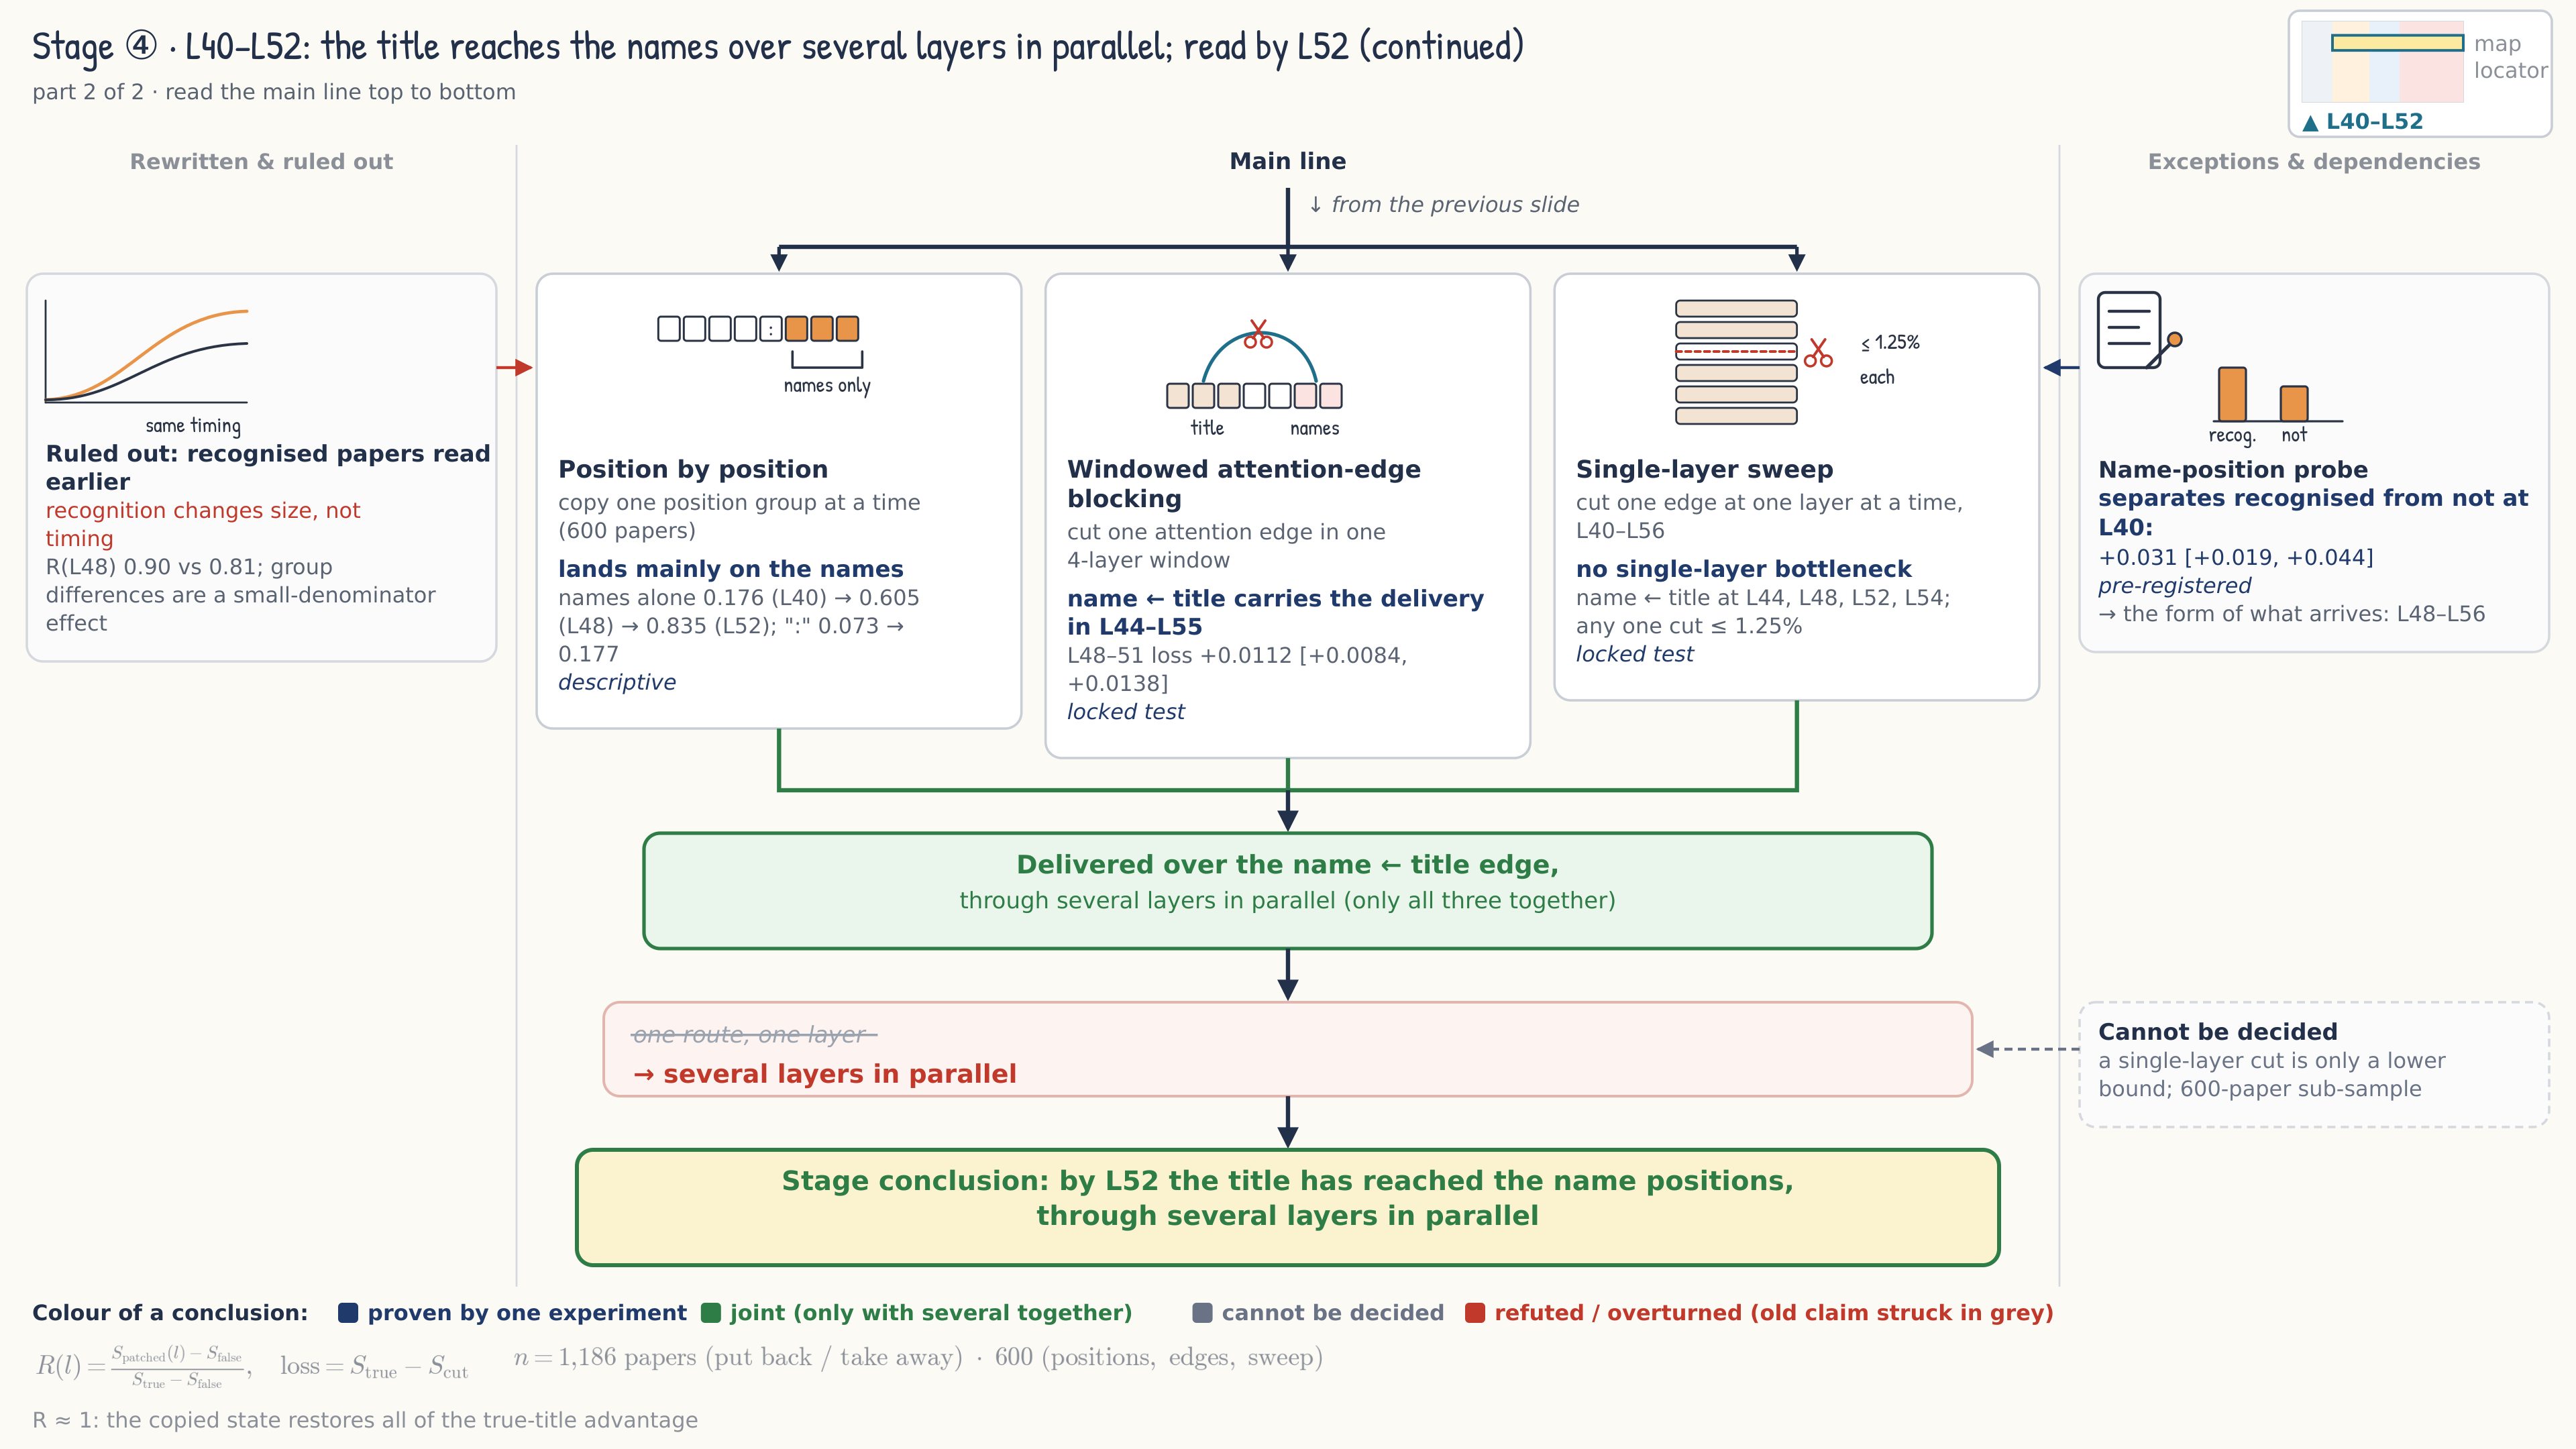 Stage ④ · L40–L52: the title reaches the names over several layers in parallel; read by L52 (continued)
part 2 of 2 · read the main line top to bottom
map
locator
▲ L40–L52
Rewritten & ruled out
Main line
Exceptions & dependencies
↓ from the previous slide
same timing
Ruled out: recognised papers read
earlier
recognition changes size, not
timing
R(L48) 0.90 vs 0.81; group
differences are a small-denominator
effect
:
names only
Position by position
copy one position group at a time
(600 papers)
lands mainly on the names
names alone 0.176 (L40) → 0.605
(L48) → 0.835 (L52); ":" 0.073 →
0.177
descriptive
title
names
Windowed attention-edge
blocking
cut one attention edge in one
4-layer window
name ← title carries the delivery
in L44–L55
L48–51 loss +0.0112 [+0.0084,
+0.0138]
locked test
≤ 1.25%
each
Single-layer sweep
cut one edge at one layer at a time,
L40–L56
no single-layer bottleneck
name ← title at L44, L48, L52, L54;
any one cut ≤ 1.25%
locked test
recog.
not
Name-position probe
separates recognised from not at
L40:
+0.031 [+0.019, +0.044]
pre-registered
→ the form of what arrives: L48–L56
Delivered over the name ← title edge,
through several layers in parallel (only all three together)
one route, one layer
→ several layers in parallel
Cannot be decided
a single-layer cut is only a lower
bound; 600-paper sub-sample
Stage conclusion: by L52 the title has reached the name positions,
through several layers in parallel
Colour of a conclusion: proven by one experiment joint (only with several together) cannot be decided refuted / overturned (old claim struck in grey)
R(l) = (S_patched(l) − S_false) / (S_true − S_false), loss = S_true − S_cut n = 1,186 papers (put back / take away) · 600 (positions, edges, sweep)
R ≈ 1: the copied state restores all of the true-title advantage